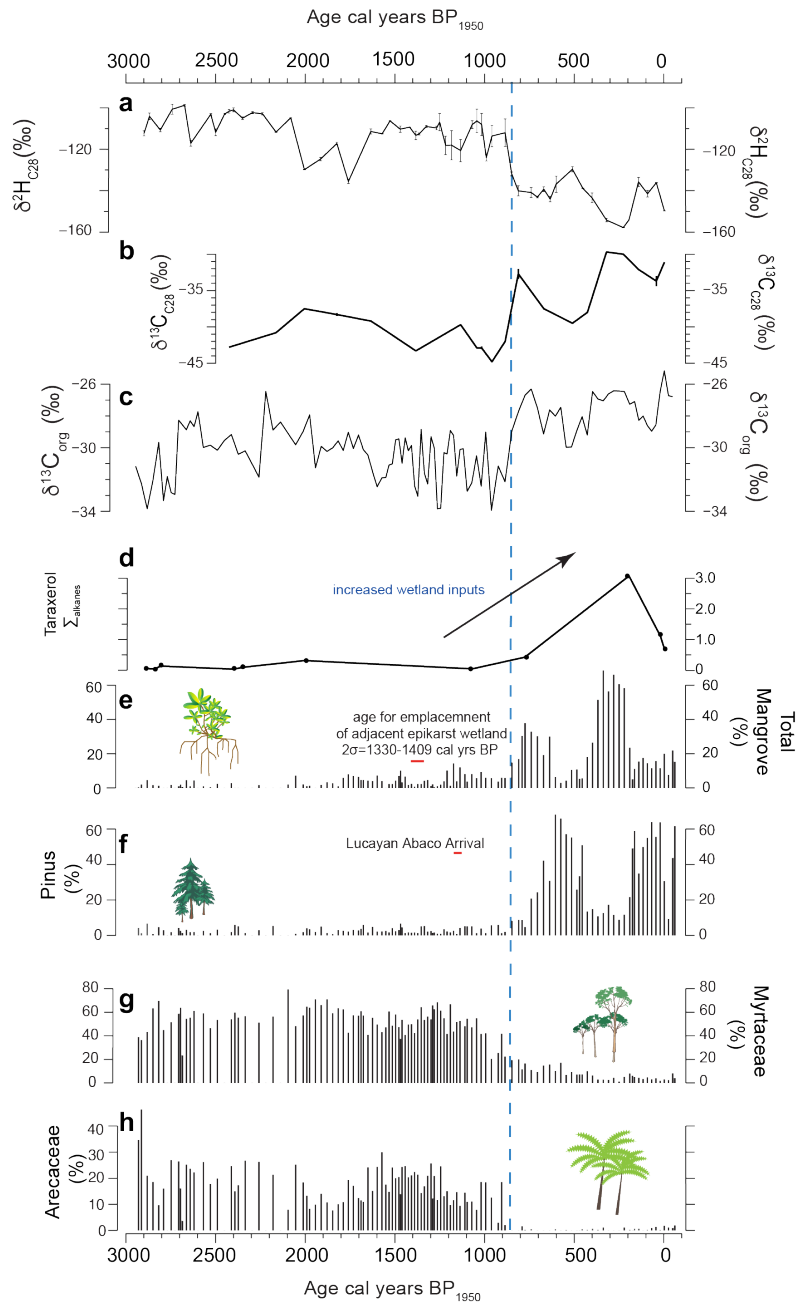 Age cal years BP1950
3000 2500 2000 1500 1000 500 0
a
δ2HC28(‰)
−120
−160
−120
−160
δ2HC28(‰)
b
δ13CC28(‰)
−35
−45
−35
−45
δ13CC28(‰)
c
δ13Corg (‰)
−26
−30
−34
−26
−30
−34
δ13Corg (‰)
d
Taraxerol
Σalkanes
increased wetland inputs
3.0
2.0
1.0
0
e
60
40
20
0
age for emplacemnent
of adjacent epikarst wetland
2σ=1330-1409 cal yrs BP
60
40
20
0
Total
Mangrove
(%)
f
Pinus
(%)
60
40
20
0
Lucayan Abaco Arrival
60
40
20
0
g
80
60
40
20
0
80
60
40
20
0
Myrtaceae
(%)
h
Arecaceae
(%)
40
30
20
10
0
3000 2500 2000 1500 1000 500 0
Age cal years BP1950